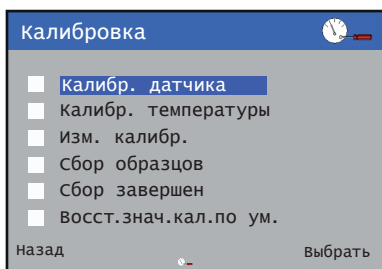 Калибровка
Калибр. датчика
Калибр. температуры
Изм. калибр.
Сбор образцов
Сбор завершен
Восст.знач.кал.по ум.
Назад Выбрать